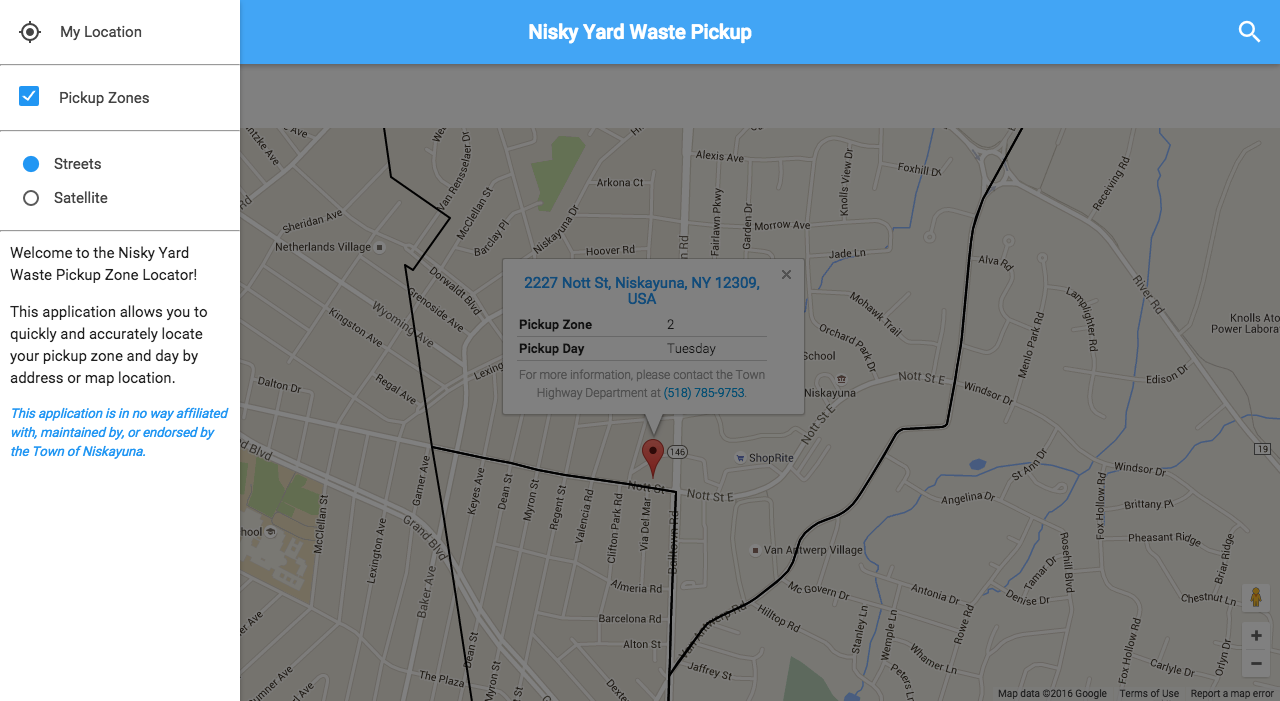 My Location
Nisky Yard Waste Pickup
Pickup Zones
Streets
Satellite
Welcome to the Nisky Yard
Waste Pickup Zone Locator!
This application allows you to
quickly and accurately locate
your pickup zone and day by
address or map location.
This application is in no way affiliated
with, maintained by, or endorsed by
the Town of Niskayuna.
2227 Nott St, Niskayuna, NY 12309,
USA
Pickup Zone 2
Pickup Day Tuesday
For more information, please contact the Town
Highway Department at (518) 785-9753.
Alexis Ave
Arkona Ct
Van Rensselaer Dr
McClellan St
Barclay Pl
Niskayuna Dr
Sheridan Ave
Netherlands Village
Hoover Rd
Fairlawn Pkwy
Garden Dr
Morrow Ave
Knolls View Dr
Foxhill Dr
Receiving Rd
Jade Ln
Alva Rd
River Rd
Dorwaldt Blvd
Grenoside Ave
Wyoming Ave
Kingston Ave
Mohawk Trail
Orchard Park Dr
Lamplighter Rd
Menlo Park Rd
Knolls Ato
Power Labora
School
Niskayuna
Regal Ave
Lexing
Dalton Dr
Nott St E
Windsor Dr
Edison Dr
Nott St E
146
ShopRite
19
Blvd
Garner Ave
Keyes Ave
Dean St
Myron St
Regent St
Valencia Rd
Clifton Park Rd
Via Del Mar
Nott St
Nott St E
Balltown Rd
St Ann Dr
Windsor Dr
Angelina Dr
Fox Hollow Rd
Brittany Pl
hool
McClellan St
Lexington Ave
Grand Blvd
Van Antwerp Village
Pheasant Ridge
Briar Ridge
Rosehill Blvd
Tamar Dr
Baker Ave
Almeria Rd
Mc Govern Dr
Antonia Dr
Denise Dr
Chestnut Ln
Barcelona Rd
Van Antwerp Rd
Hilltop Rd
Stanley Ln
Wemple Ln
Rowe Rd
Fox Hollow Rd
Orlyn Dr
Alton St
Dean St
Myron St
Whamer Ln
Carlyle Dr
The Plaza
Jaffrey St
Peters Ln
Sumner Ave
Dexte
Map data ©2016 Google Terms of Use Report a map error